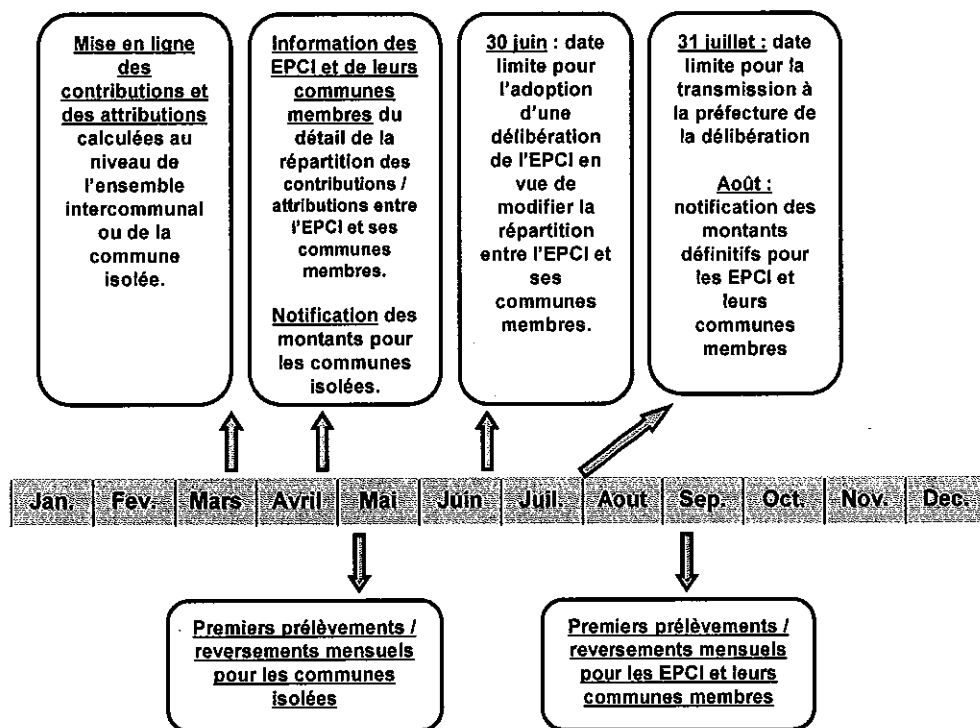 Mise en ligne
des
contributions et
des attributions
calculées au
niveau de
l'ensemble
intercommunal
ou de la
commune
isolée.
Information des
EPCI et de leurs
communes
membres du
détail de la
répartition des
contributions /
attributions entre
l'EPCI et ses
communes
membres.
Notification des
montants pour
les communes
isolées.
30 juin : date
limite pour
l'adoption
d'une
délibération
de l'EPCI en
vue de
modifier la
répartition
entre l'EPCI et
ses
communes
membres.
31 juillet : date
limite pour la
transmission à
la préfecture de
la délibération
Août :
notification des
montants
définitifs pour
les EPCI et
leurs
communes
membres
Jan. Fev. Mars Avril Mai Juin Juil. Aout Sep. Oct. Nov. Dec.
Premiers prélèvements /
reversements mensuels
pour les communes
isolées
Premiers prélèvements /
reversements mensuels
pour les EPCI et leurs
communes membres